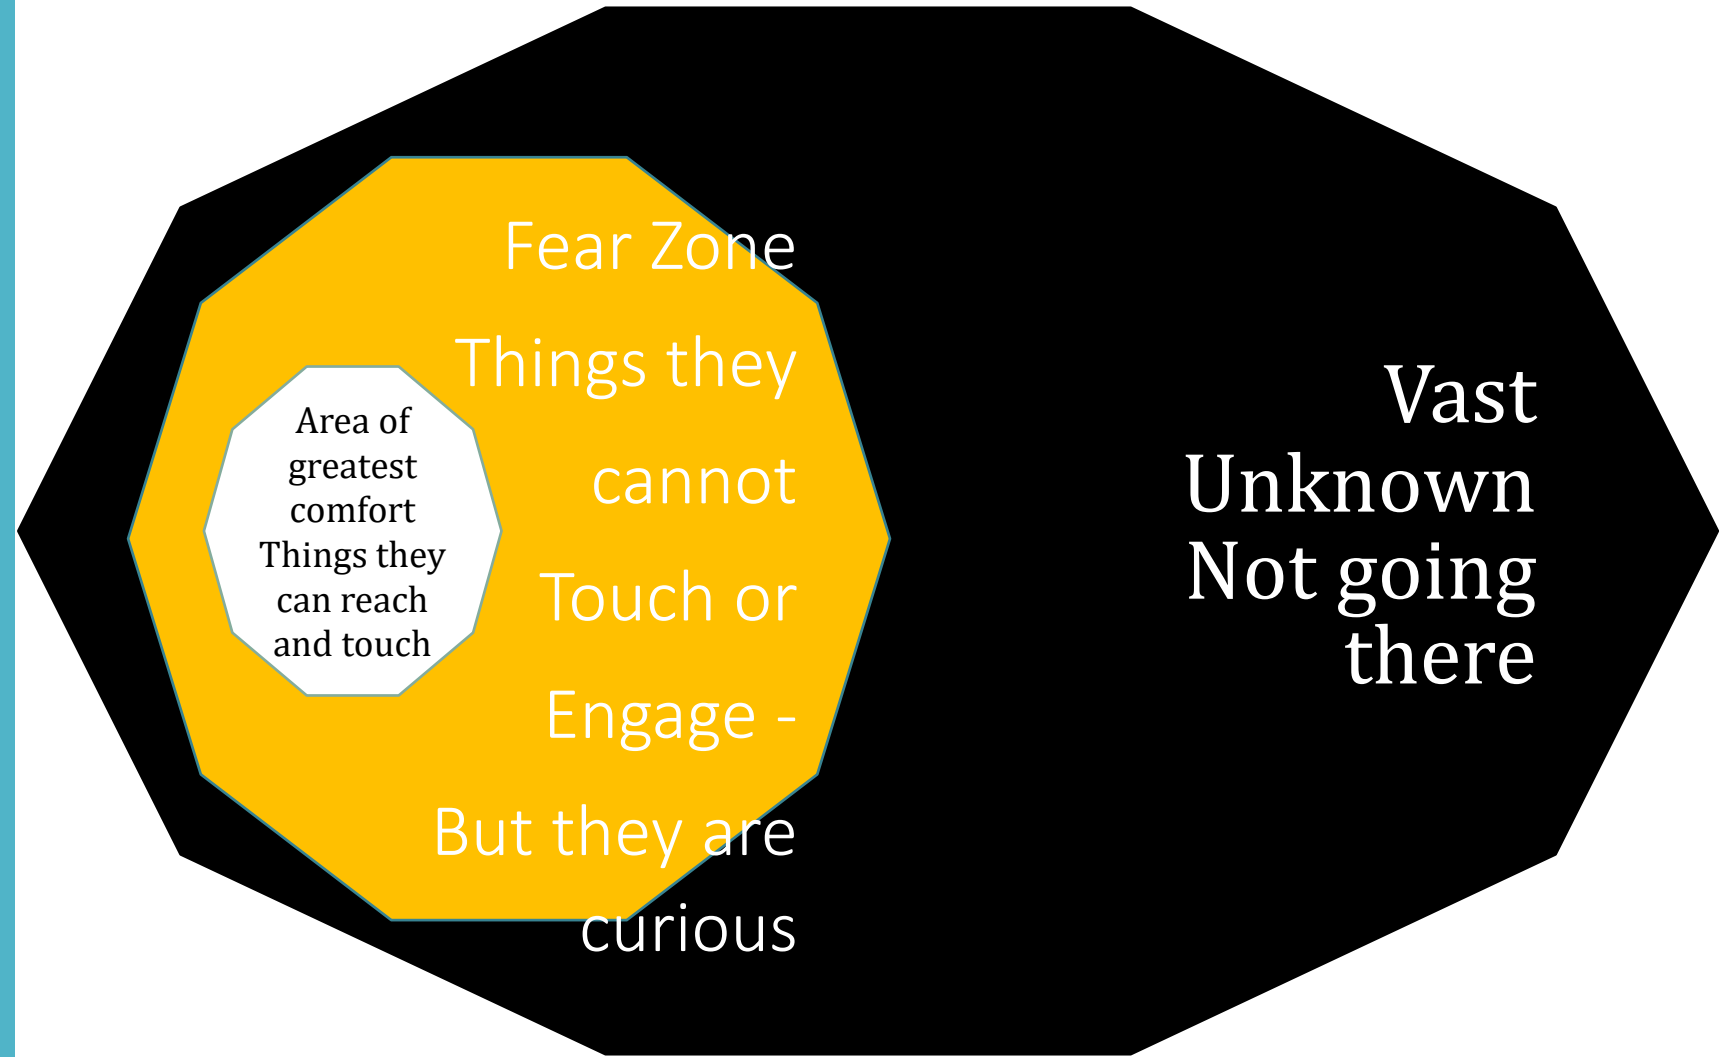 Area of
greatest
comfort
Things they
can reach
and touch
Fear Zone
Things they
cannot
Touch or
Engage -
But they are
curious
Vast
Unknown
Not going
there